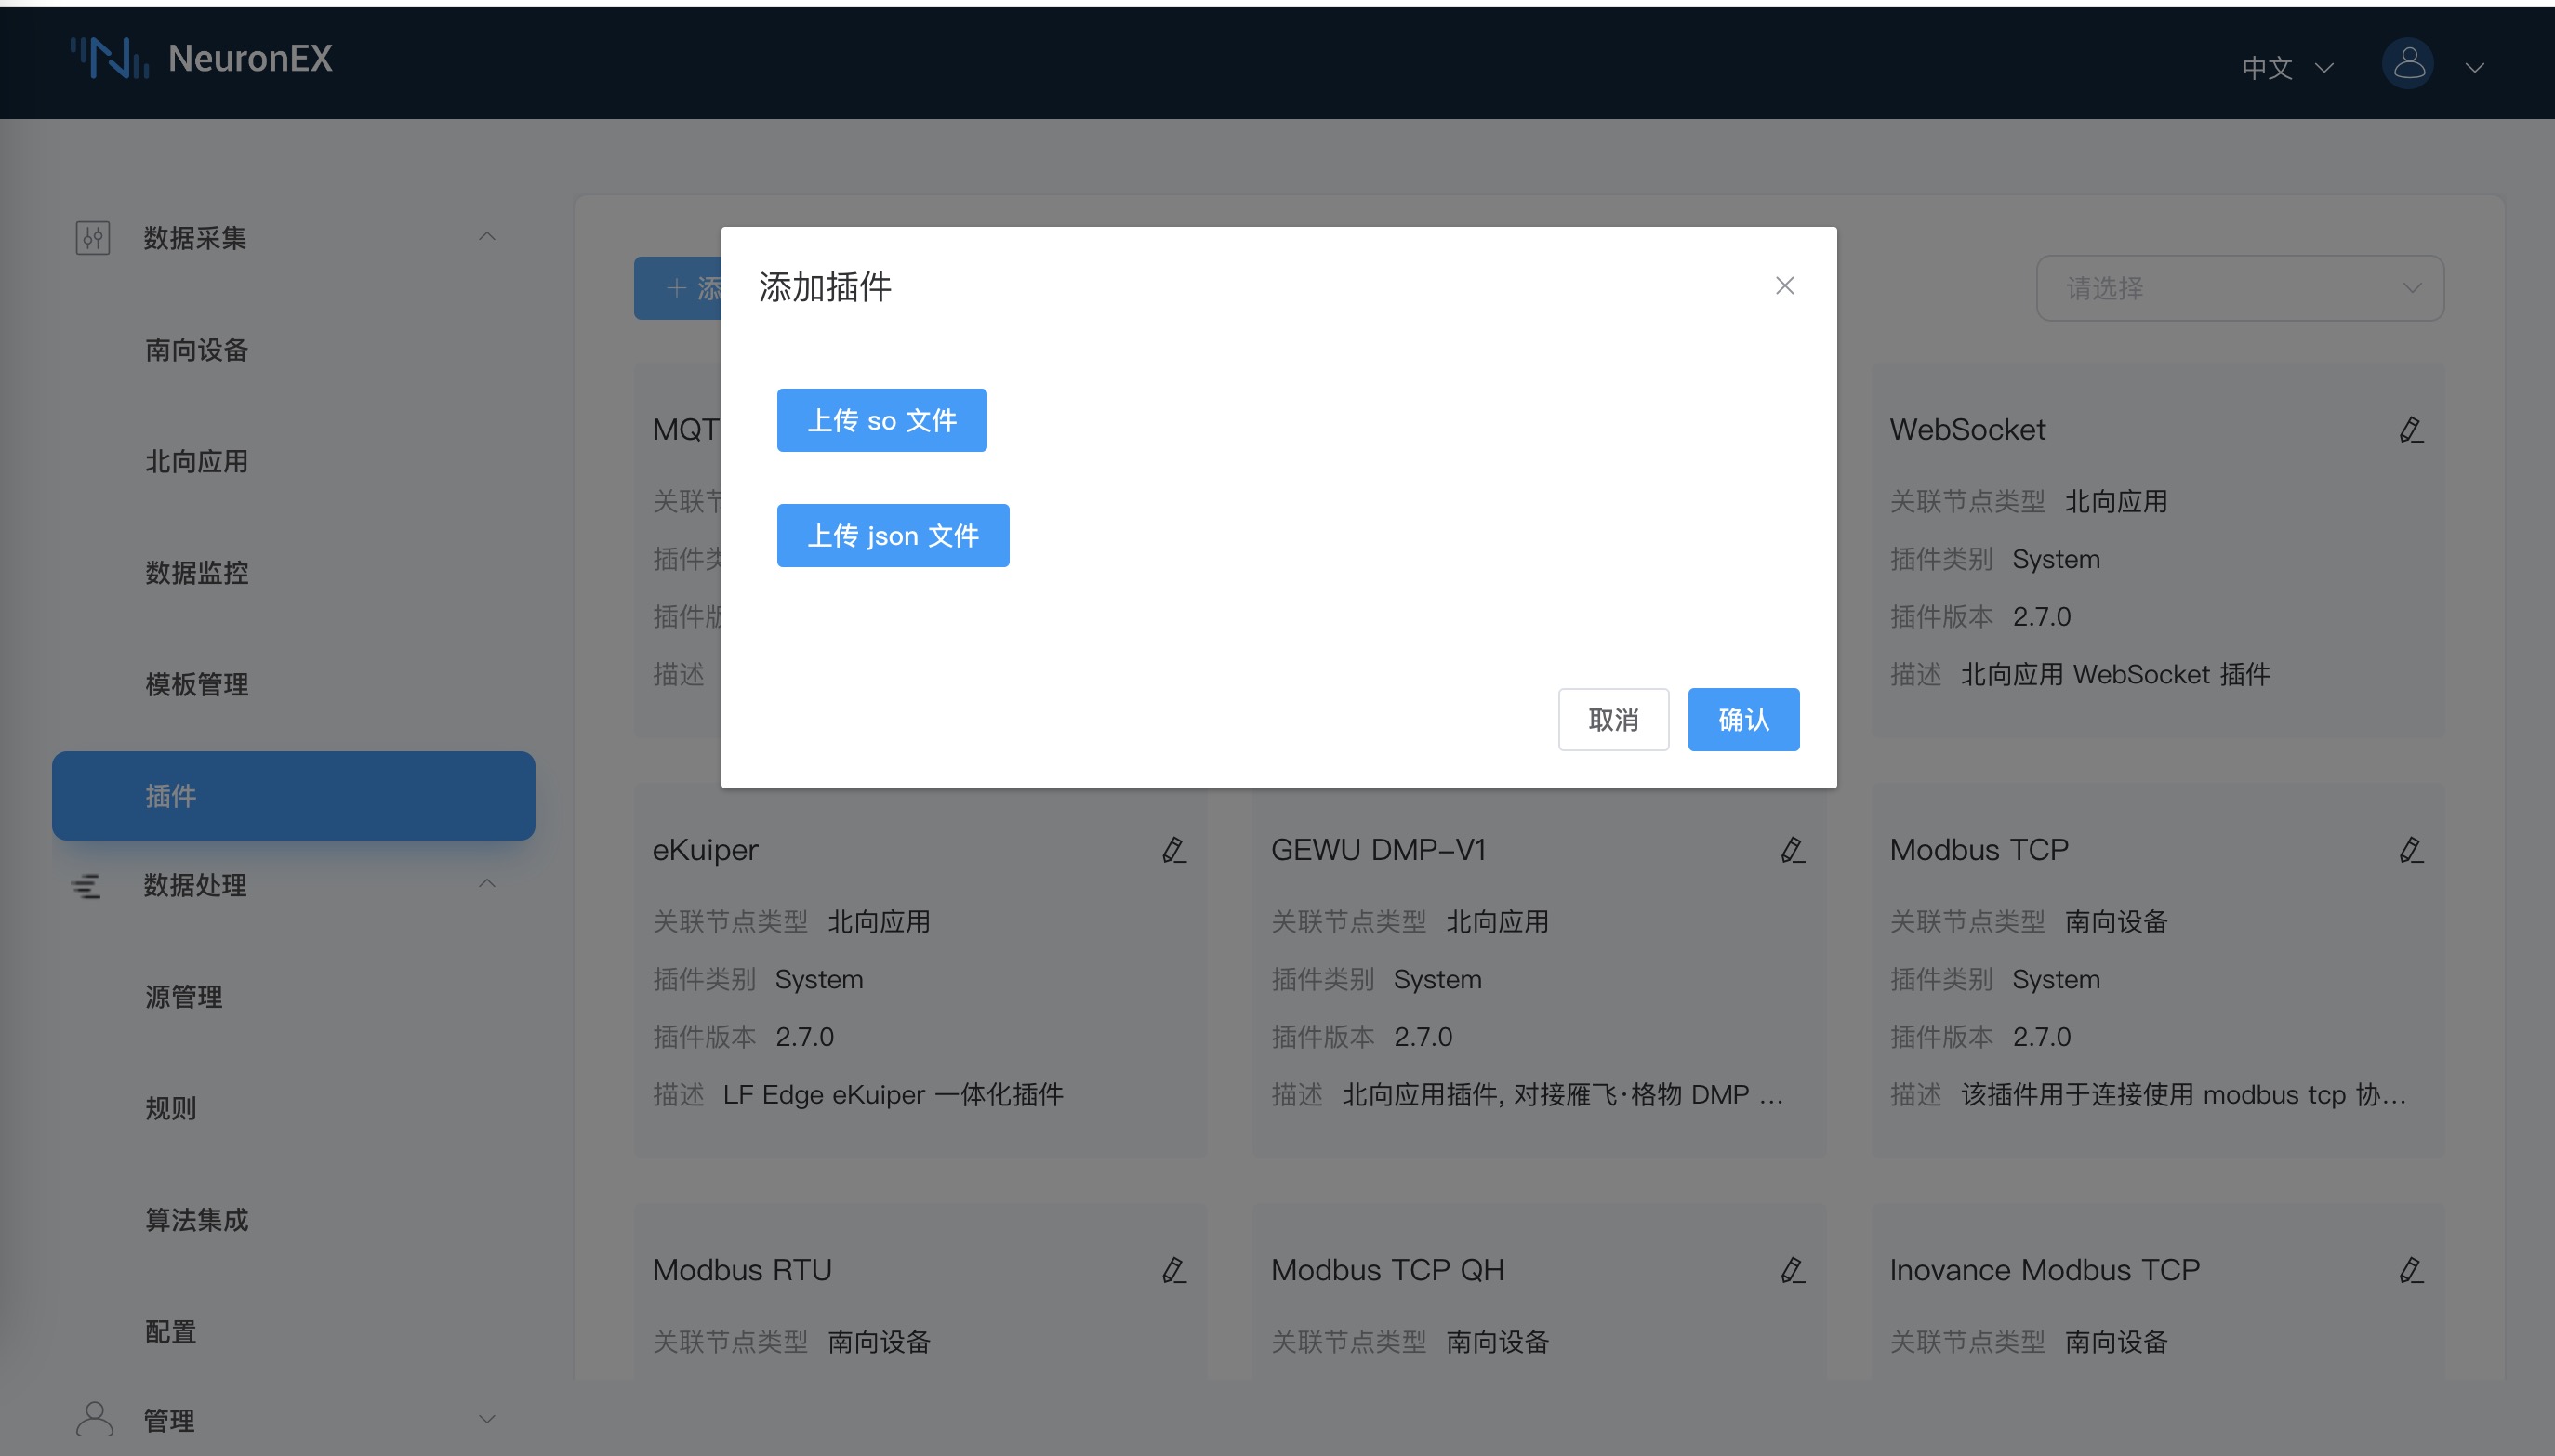 NeuronEX
中文
数据采集
南向设备
北向应用
数据监控
模板管理
插件
数据处理
源管理
规则
算法集成
配置
管理
添
请选择
添加插件
上传 so 文件
上传 json 文件
取消
确认
MQT
关联节
插件类
插件版
描述
WebSocket
关联节点类型 北向应用
插件类别 System
插件版本 2.7.0
描述 北向应用 WebSocket 插件
eKuiper
关联节点类型 北向应用
插件类别 System
插件版本 2.7.0
描述 LF Edge eKuiper 一体化插件
GEWU DMP-V1
关联节点类型 北向应用
插件类别 System
插件版本 2.7.0
描述 北向应用插件, 对接雁飞·格物 DMP ...
Modbus TCP
关联节点类型 南向设备
插件类别 System
插件版本 2.7.0
描述 该插件用于连接使用 modbus tcp 协...
Modbus RTU
关联节点类型 南向设备
Modbus TCP QH
关联节点类型 南向设备
Inovance Modbus TCP
关联节点类型 南向设备